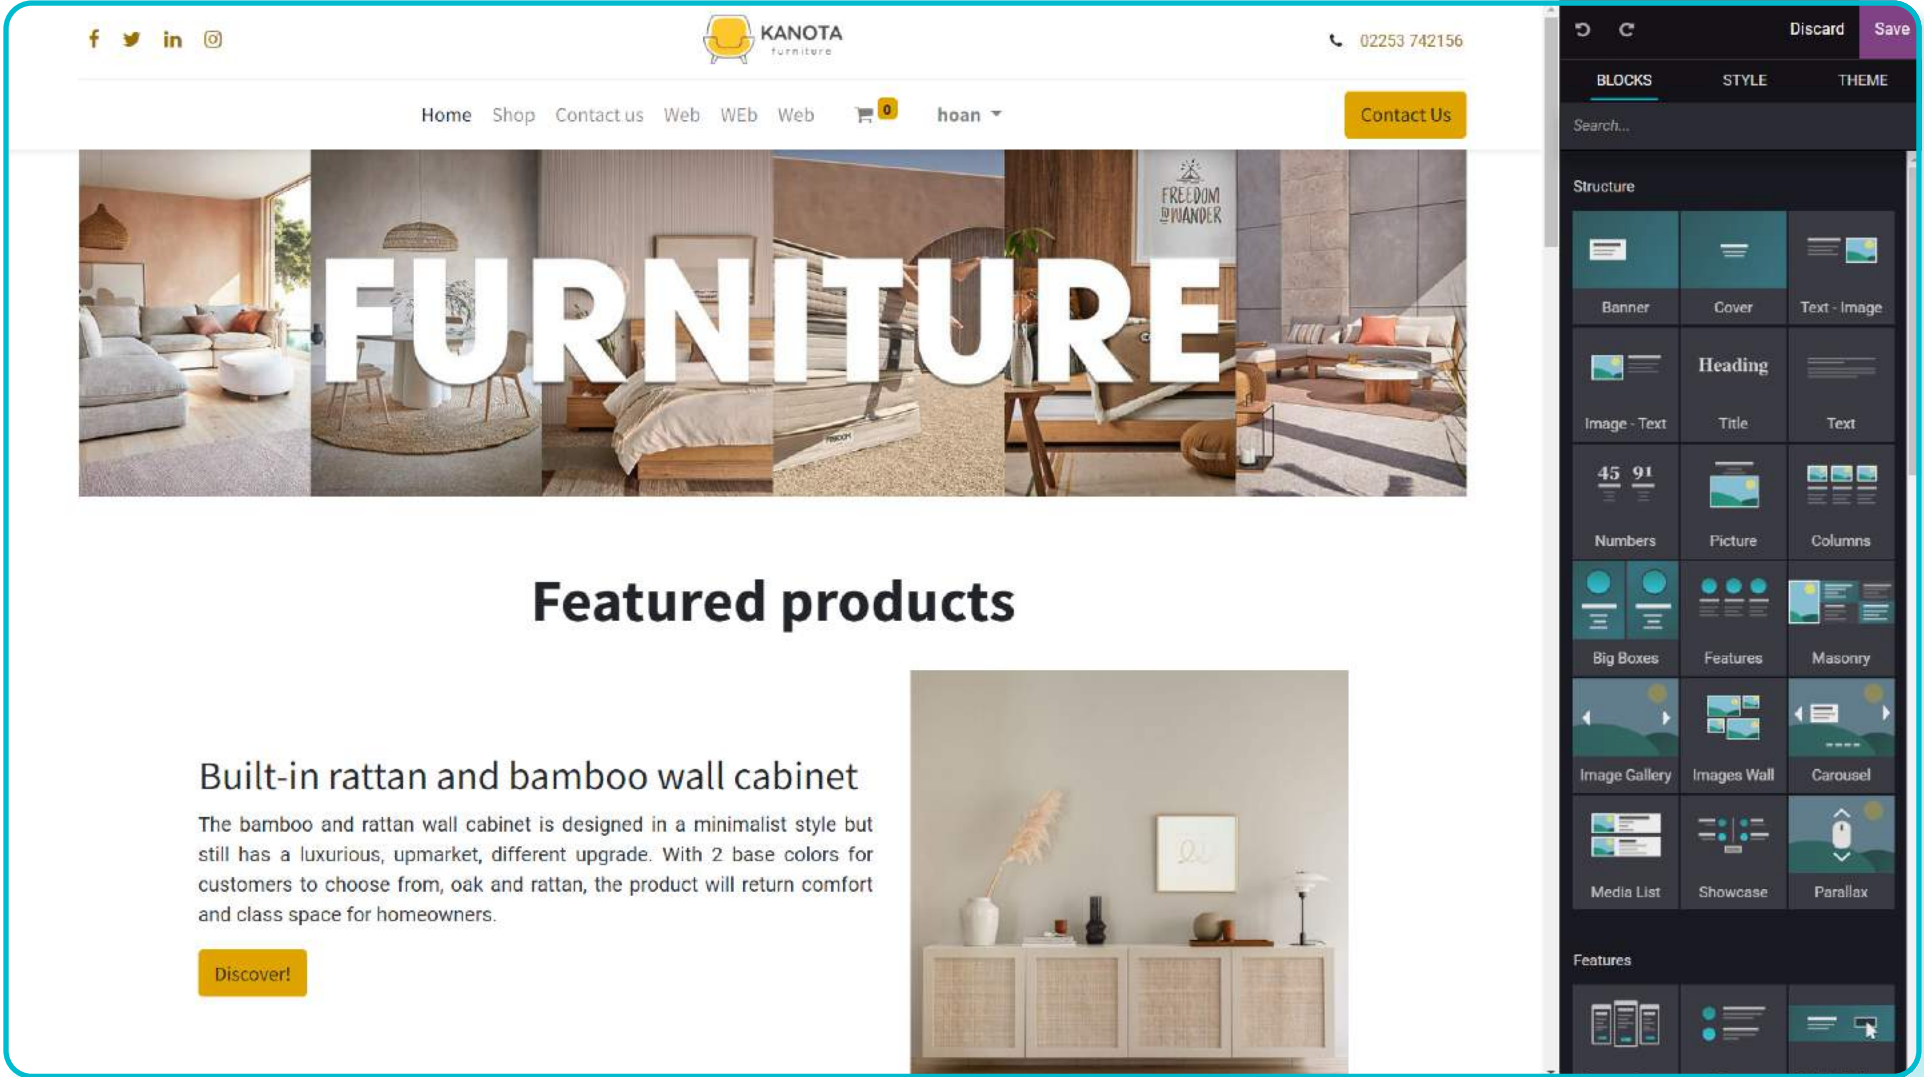 KANOTA
furniture
02253 742156
Home Shop Contact us Web WEb Web 0 hoan
Contact Us
FREEDOM
TO WANDER
FURNITURE
Featured products
Built-in rattan and bamboo wall cabinet
The bamboo and rattan wall cabinet is designed in a minimalist style but
still has a luxurious, upmarket, different upgrade. With 2 base colors for
customers to choose from, oak and rattan, the product will return comfort
and class space for homeowners.
Discover!
Discard Save
BLOCKS STYLE THEME
Search...
Structure
Banner Cover Text - Image
Heading
Image - Text Title Text
45 91
Numbers Picture Columns
Big Boxes Features Masonry
Image Gallery Images Wall Carousel
Media List Showcase Parallax
Features